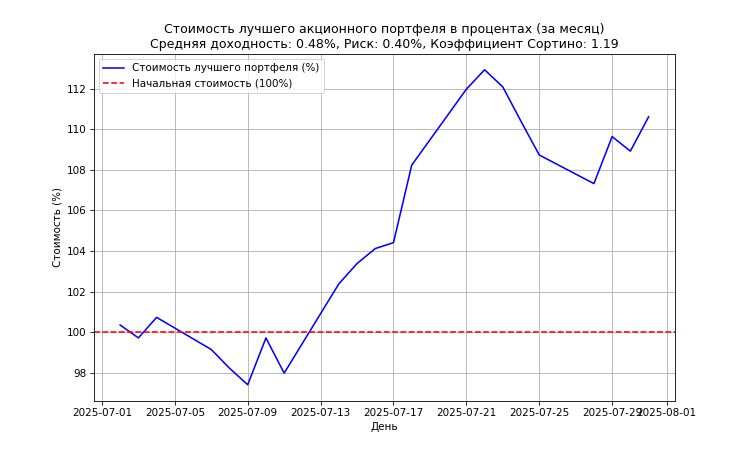 Стоимость лучшего акционного портфеля в процентах (за месяц)
Средняя доходность: 0.48%, Риск: 0.40%, Коэффициент Сортино: 1.19
Стоимость лучшего портфеля (%)
Начальная стоимость (100%)
Стоимость (%)
112
110
108
106
104
102
100
98
2025-07-01 2025-07-05 2025-07-09 2025-07-13 2025-07-17 2025-07-21 2025-07-25 2025-07-29 2025-08-01
День